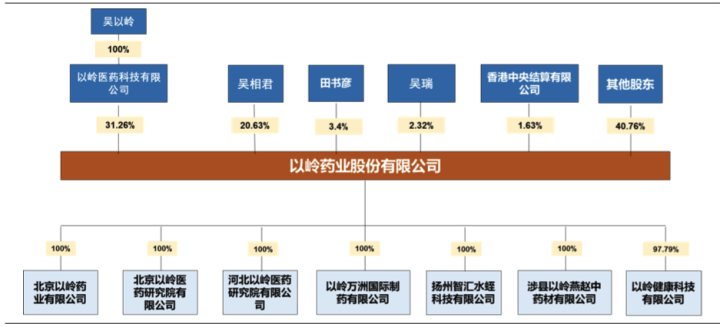 吴以岭
100%
以岭医药科技有限
公司
吴相君
田书彦
吴瑞
香港中央结算有限
公司
其他股东
31.26%
20.63%
3.4%
2.32%
1.63%
40.76%
以岭药业股份有限公司
100%
100%
100%
100%
100%
100%
97.79%
北京以岭药
业有限公司
北京以岭医
药研究院有
限公司
河北以岭医药
研究院有限公
司
以岭万洲国际制
药有限公司
扬州智汇水蛭
科技有限公司
涉县以岭燕赵中
药材有限公司
以岭健康科技
有限公司